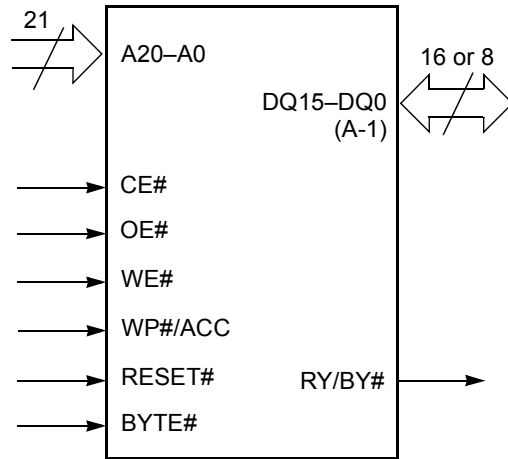 21
A20–A0
16 or 8
DQ15–DQ0
(A-1)
CE#
OE#
WE#
WP#/ACC
RESET#
RY/BY#
BYTE#